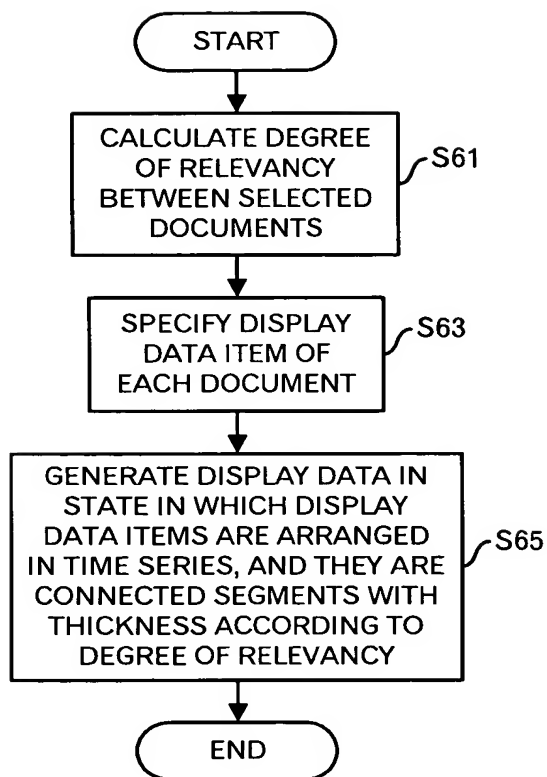 START
CALCULATE DEGREE
OF RELEVANCY
BETWEEN SELECTED
DOCUMENTS
S61
SPECIFY DISPLAY
DATA ITEM OF
EACH DOCUMENT
S63
GENERATE DISPLAY DATA IN
STATE IN WHICH DISPLAY
DATA ITEMS ARE ARRANGED
IN TIME SERIES, AND THEY ARE
CONNECTED SEGMENTS WITH
THICKNESS ACCORDING TO
DEGREE OF RELEVANCY
S65
END